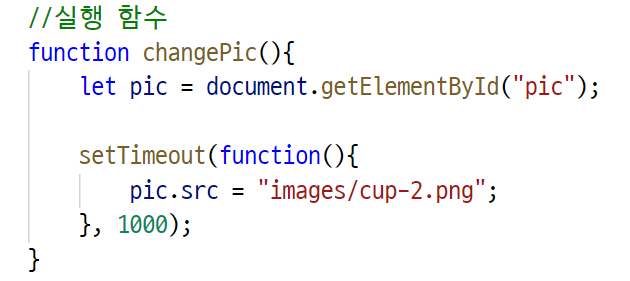 //실행 함수
function changePic(){
let pic = document.getElementById("pic");
setTimeout(function(){
pic.src = "images/cup-2.png";
}, 1000);
}